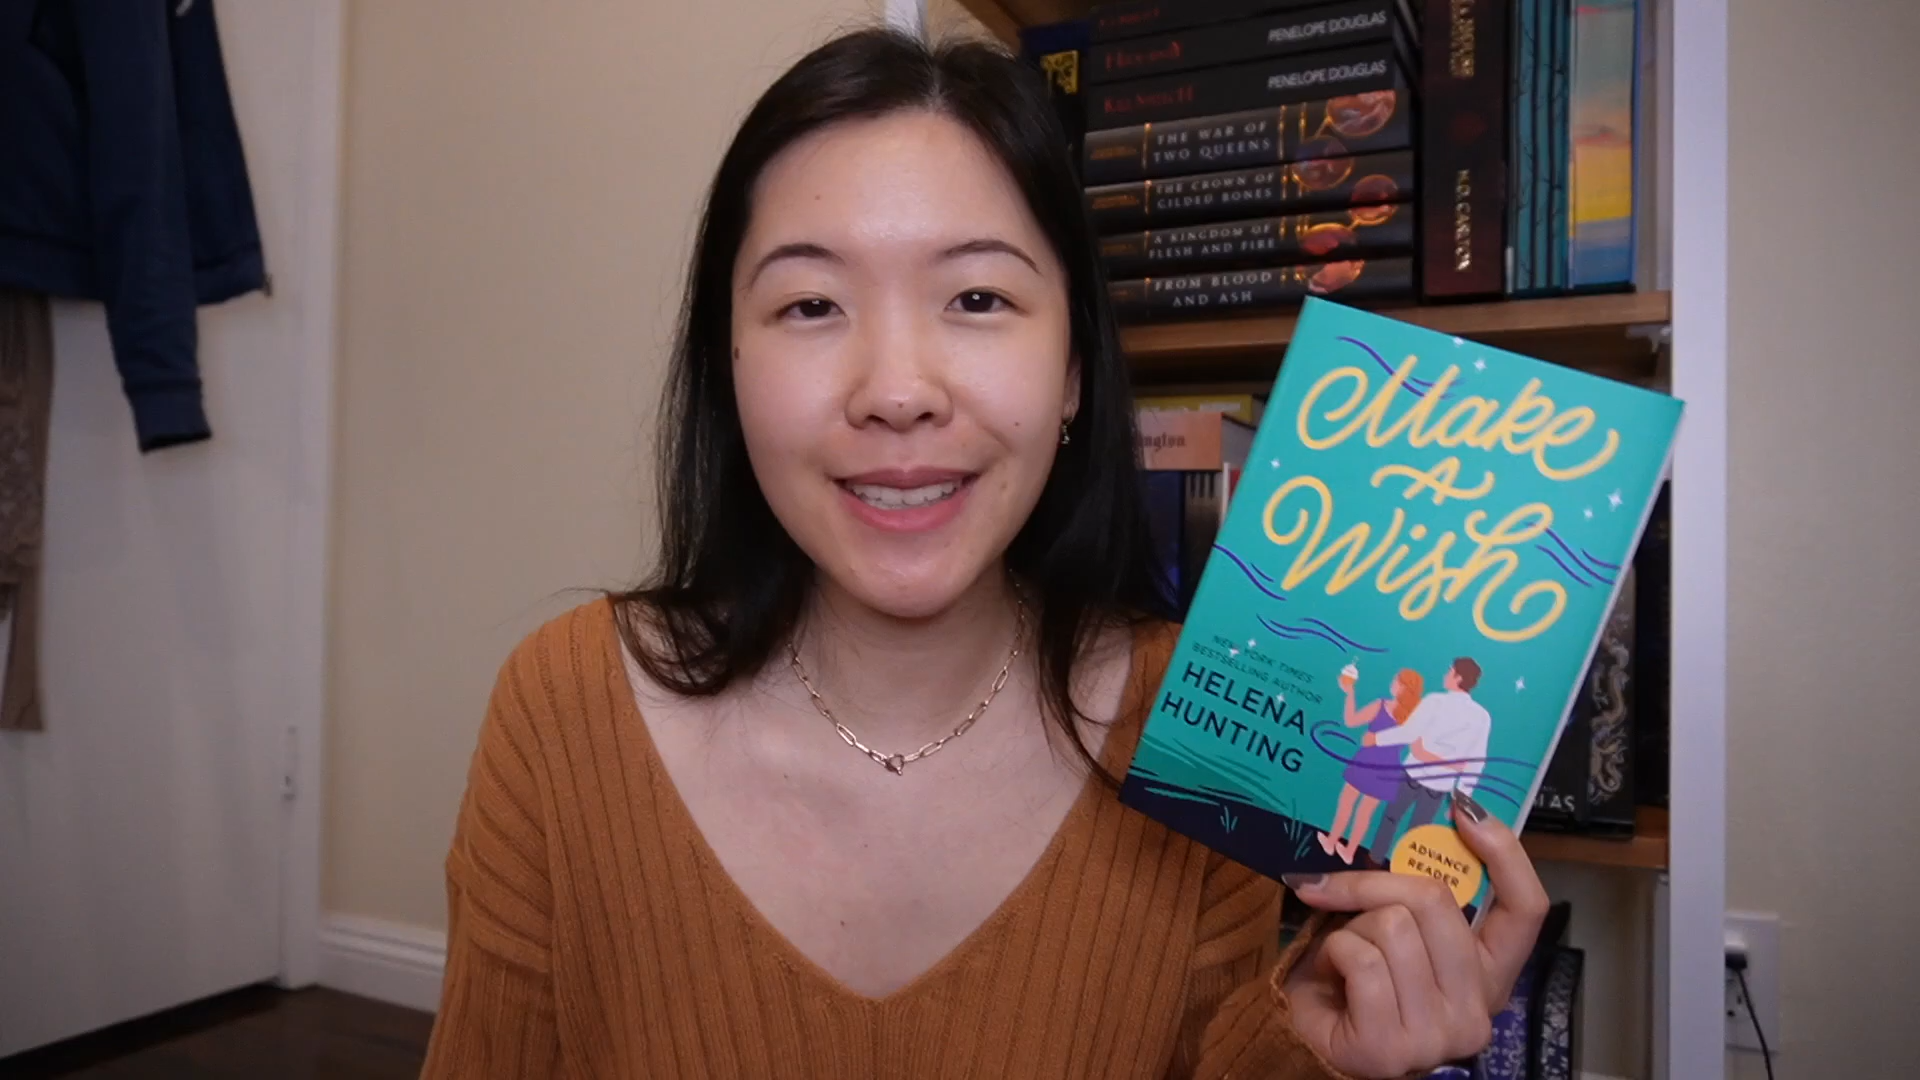 PENELOPE DOUGLAS
PENELOPE DOUGLAS
THE WAR OF
TWO QUEENS
THE CROWN OF
GILDED BONES
A KINGDOM OF
FLESH AND FIRE
FROM BLOOD
AND ASH
H.D. CARLTON
Make
A
Wish
NEW YORK TIMES
BESTSELLING AUTHOR
HELENA
HUNTING
ADVANCE
READER